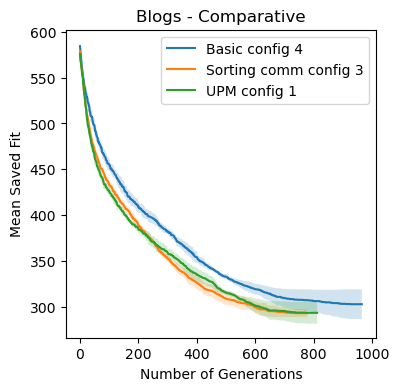 Blogs - Comparative
Basic config 4
Sorting comm config 3
UPM config 1
Mean Saved Fit
600
550
500
450
400
350
300
0
200
400
600
800
1000
Number of Generations